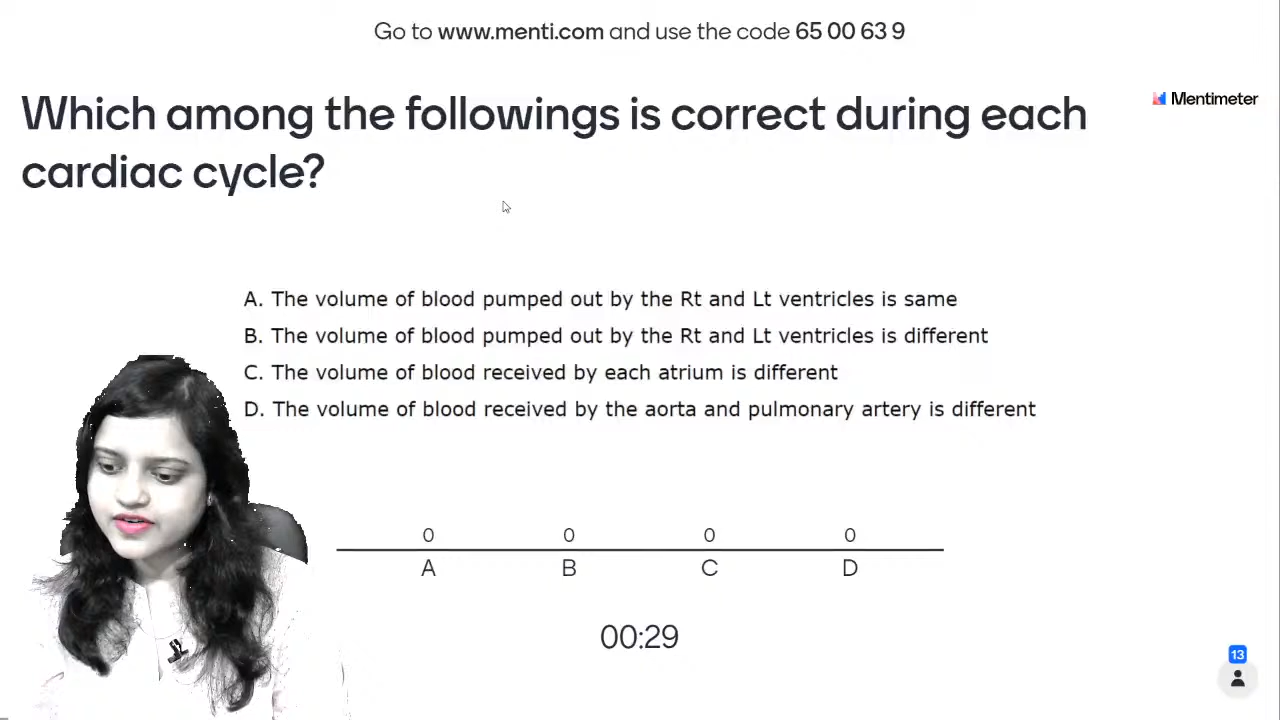 Go to www.menti.com and use the code 65 00 63 9
Which among the followings is correct during each
cardiac cycle?
Mentimeter
A. The volume of blood pumped out by the Rt and Lt ventricles is same
B. The volume of blood pumped out by the Rt and Lt ventricles is different
C. The volume of blood received by each atrium is different
D. The volume of blood received by the aorta and pulmonary artery is different
0 0 0 0
A B C D
00:29
13